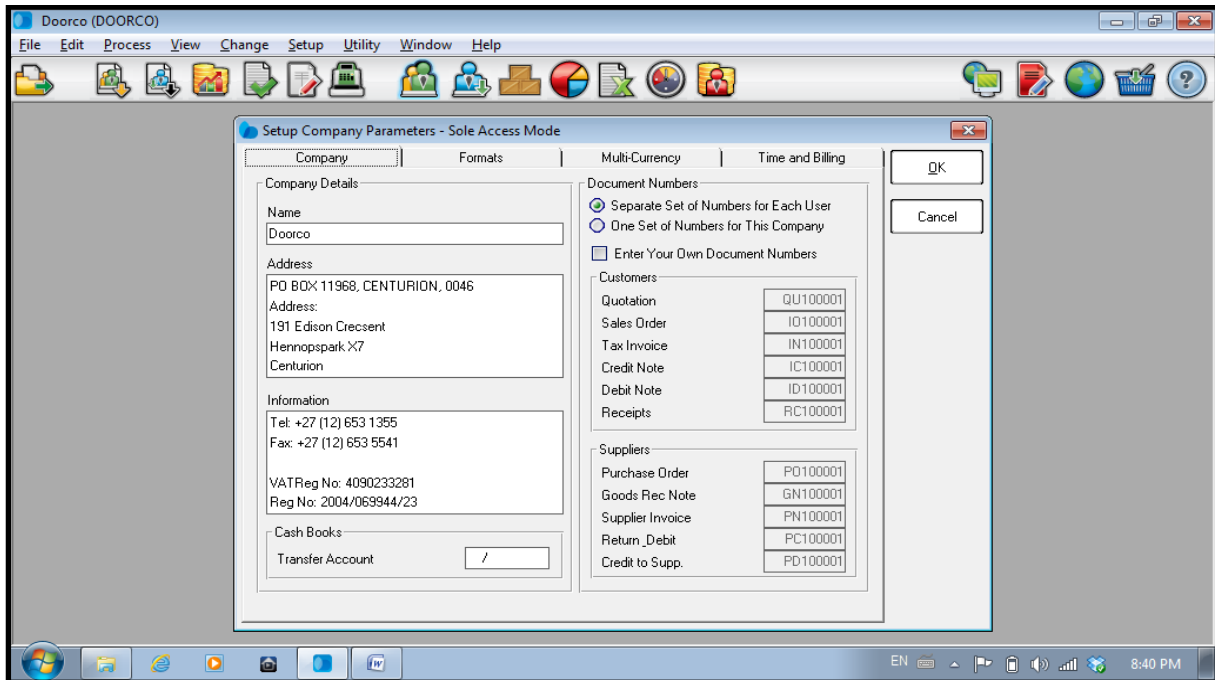 Doorco (DOORCO)
File Edit Process View Change Setup Utility Window Help
Setup Company Parameters - Sole Access Mode
Company Formats Multi-Currency Time and Billing
OK
Cancel
Company Details
Name
Doorco
Address
PO BOX 11968, CENTURION, 0046
Address:
191 Edison Crecsent
Hennopspark X7
Centurion
Information
Tel: +27 (12) 653 1355
Fax: +27 (12) 653 5541
VATReg No: 4090233281
Reg No: 2004/069944/23
Cash Books
Transfer Account /
Document Numbers
Separate Set of Numbers for Each User
One Set of Numbers for This Company
Enter Your Own Document Numbers
Customers
Quotation QU100001
Sales Order IO100001
Tax Invoice IN100001
Credit Note IC100001
Debit Note ID100001
Receipts RC100001
Suppliers
Purchase Order PO100001
Goods Rec Note GN100001
Supplier Invoice PN100001
Return_Debit PC100001
Credit to Supp. PD100001
EN 8:40 PM